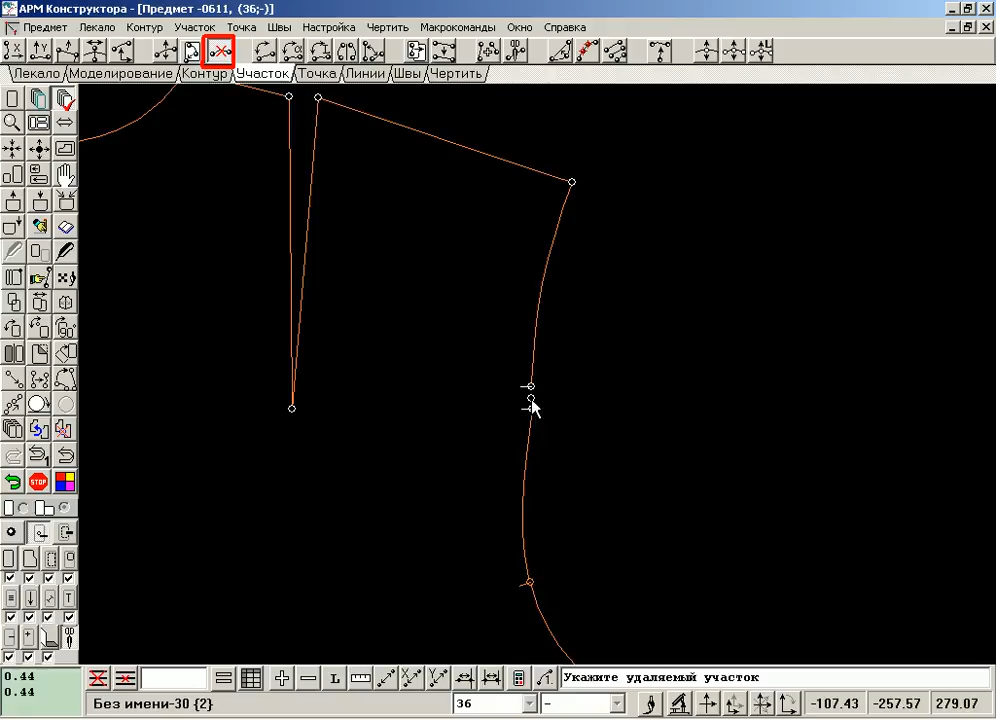 АРМ Конструктора - [Предмет -0611, (36;-)]
Предмет Лекало Контур Участок Точка Швы Настройка Чертить Макрокоманды Окно Справка
Лекало Моделирование Контур Участок Точка Линии Швы Чертить
STOP
0.44
0.44
L
Укажите удаляемый участок
Без имени-30 {2}
36
-
-107.43
-257.57
279.07